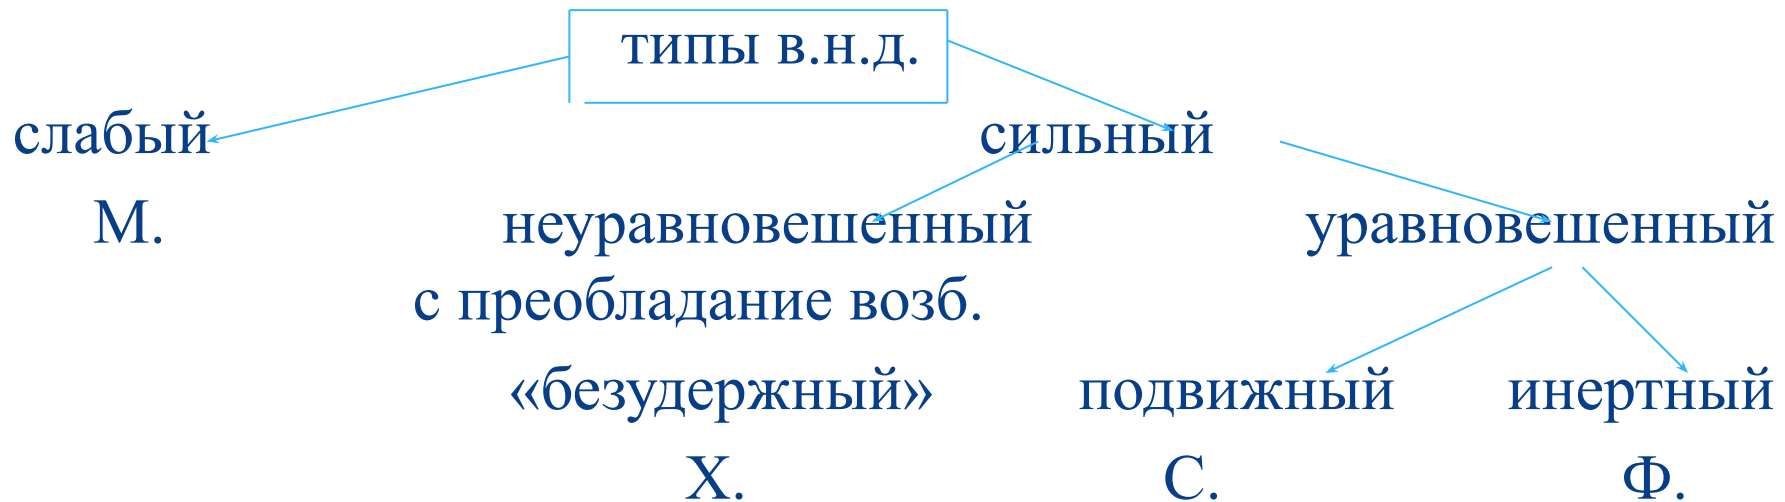 типы в.н.д.
слабый сильный
М. неуравновешенный уравновешенный
с преобладание возб.
«безудержный» подвижный инертный
Х. С. Ф.